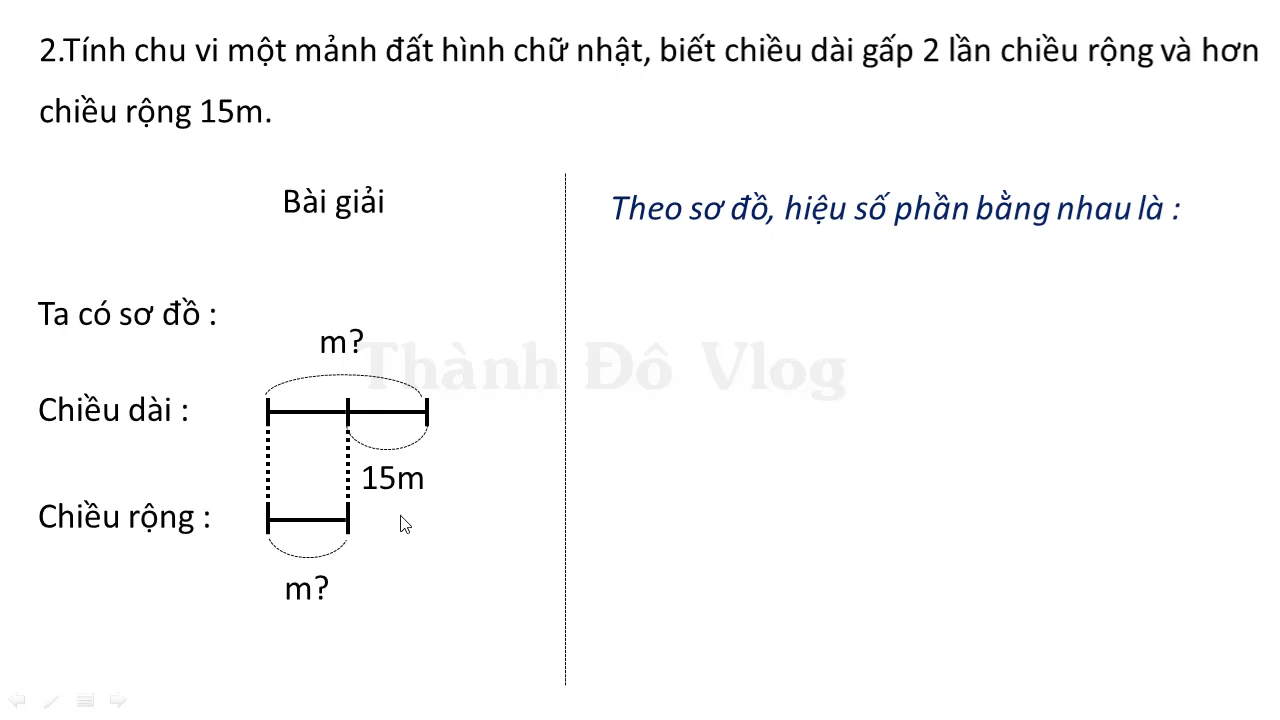 2.Tính chu vi một mảnh đất hình chữ nhật, biết chiều dài gấp 2 lần chiều rộng và hơn
chiều rộng 15m.
Bài giải
Ta có sơ đồ :
m?
Chiều dài :
15m
Chiều rộng :
m?
Theo sơ đồ, hiệu số phần bằng nhau là :
Thành Đô Vlog